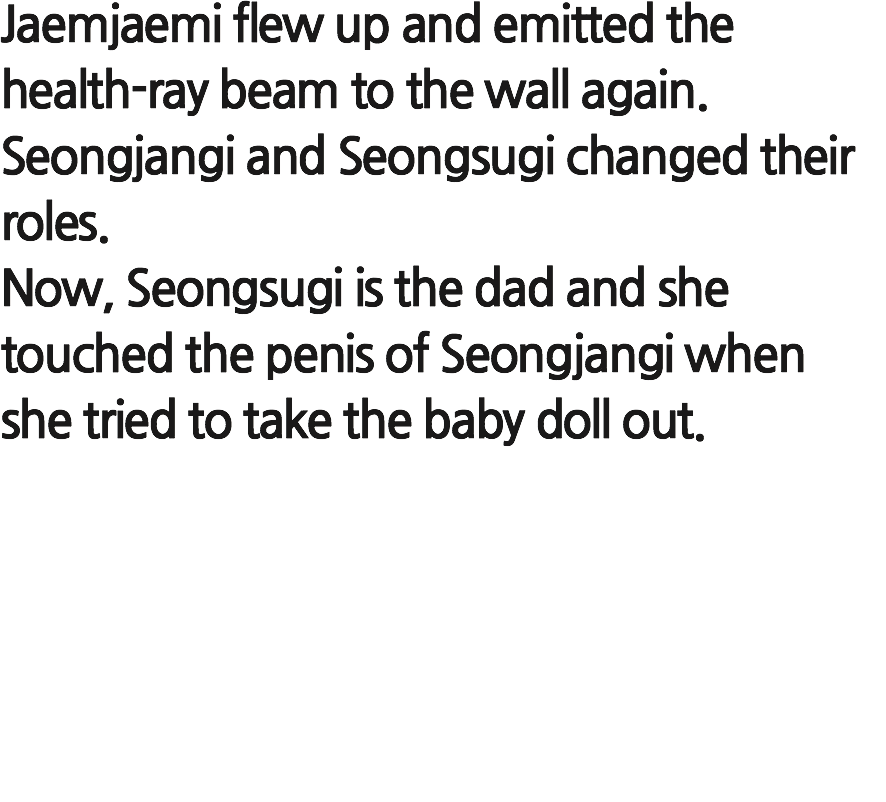 Jaemjaemi flew up and emitted the
health-ray beam to the wall again.
Seongjangi and Seongsugi changed their
roles.
Now, Seongsugi is the dad and she
touched the penis of Seongjangi when
she tried to take the baby doll out.